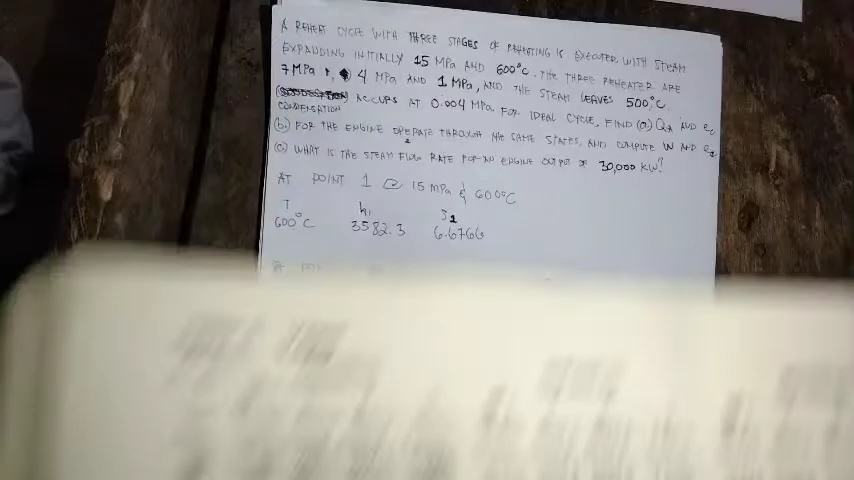 A REHEAT CYCLE WITH THREE STAGES OF REHEATING IS EXECUTED WITH STEAM
EXPANDING INITIALLY 15 MPa AND 600°C. THE THREE REHEATER ARE
7 MPa, 4 MPa AND 1 MPa, AND THE STEAM LEAVES 500°C.
CONDENSATION OCCURS AT 0.004 MPa. FOR IDEAL CYCLE, FIND (a) QA AND ec
(b) FOR THE ENGINE OPERATE THROUGH THE SAME STATES, AND COMPUTE W AND
(c) WHAT IS THE STEAM FLOW RATE FOR AN ENGINE OUTPUT OF 30,000 KW?
AT POINT 1 @ 15 MPa & 600°C
T h1 S1
600°C 3582.3 6.6766